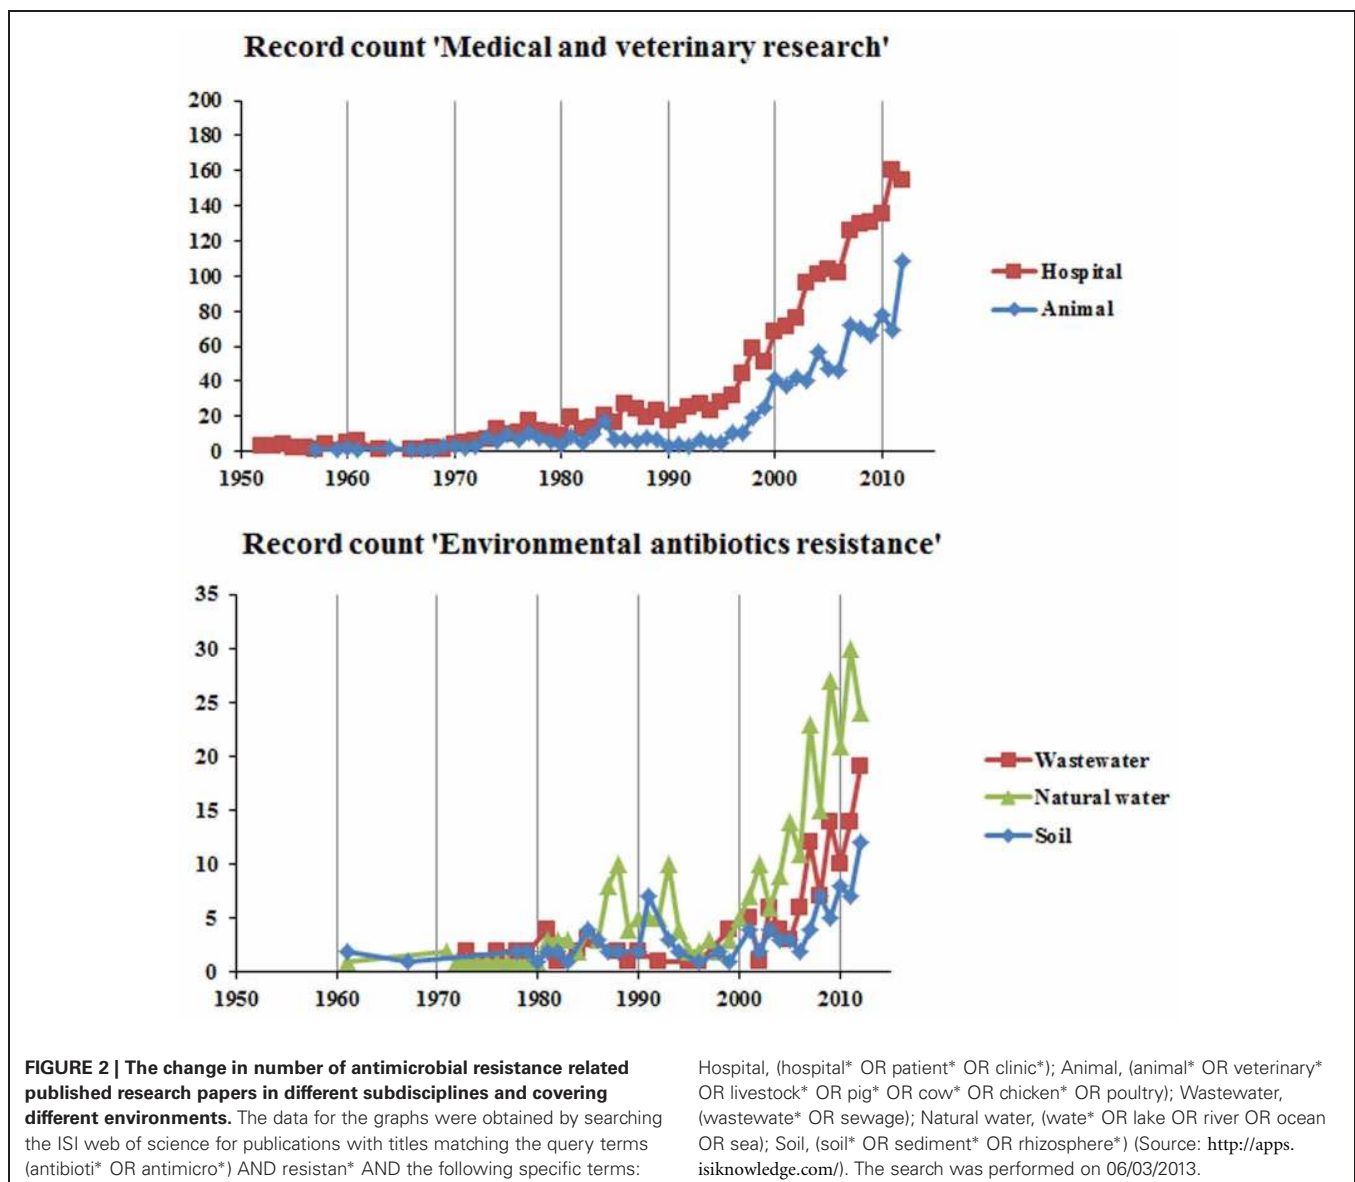 Record count 'Medical and veterinary research'
200
180
160
140
120
100
80
60
40
20
0
1950 1960 1970 1980 1990 2000 2010
Hospital
Animal
Record count 'Environmental antibiotics resistance'
35
30
25
20
15
10
5
0
1950 1960 1970 1980 1990 2000 2010
Wastewater
Natural water
Soil
FIGURE 2 | The change in number of antimicrobial resistance related
published research papers in different subdisciplines and covering
different environments. The data for the graphs were obtained by searching
the ISI web of science for publications with titles matching the query terms
(antibioti* OR antimicro*) AND resistan* AND the following specific terms:
Hospital, (hospital* OR patient* OR clinic*); Animal, (animal* OR veterinary*
OR livestock* OR pig* OR cow* OR chicken* OR poultry); Wastewater,
(wastewate* OR sewage); Natural water, (wate* OR lake OR river OR ocean
OR sea); Soil, (soil* OR sediment* OR rhizosphere*) (Source: http://apps.
isiknowledge.com/). The search was performed on 06/03/2013.